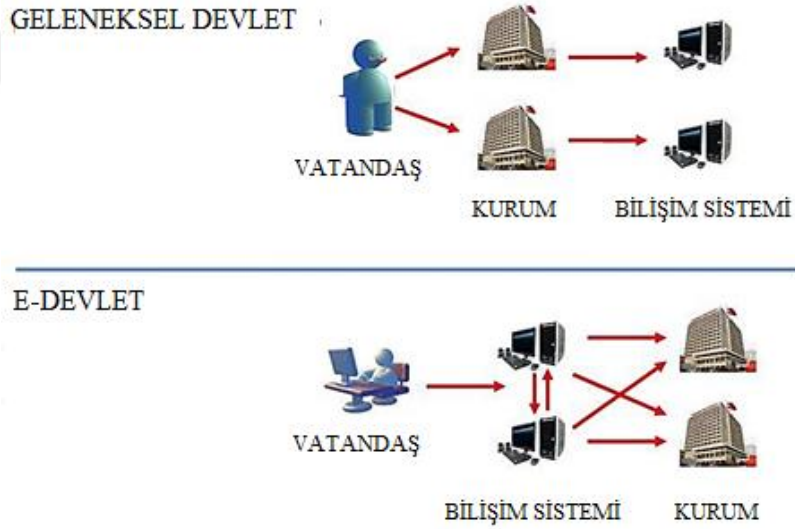 GELENEKSEL DEVLET
VATANDAŞ
KURUM BİLİŞİM SİSTEMİ
E-DEVLET
VATANDAŞ
BİLİŞİM SİSTEMİ KURUM